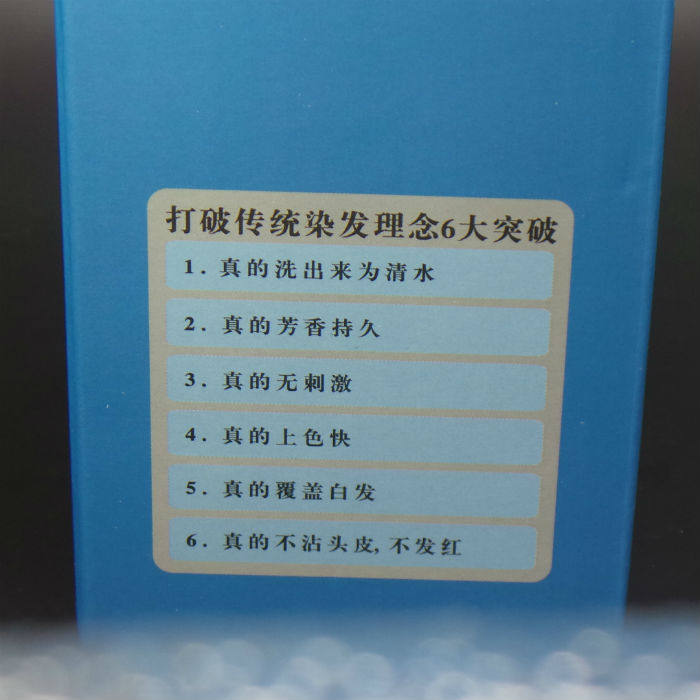 打破传统染发理念6大突破
1. 真的洗出来为清水
2. 真的芳香持久
3. 真的无刺激
4. 真的上色快
5. 真的覆盖白发
6. 真的不沾头皮, 不发红